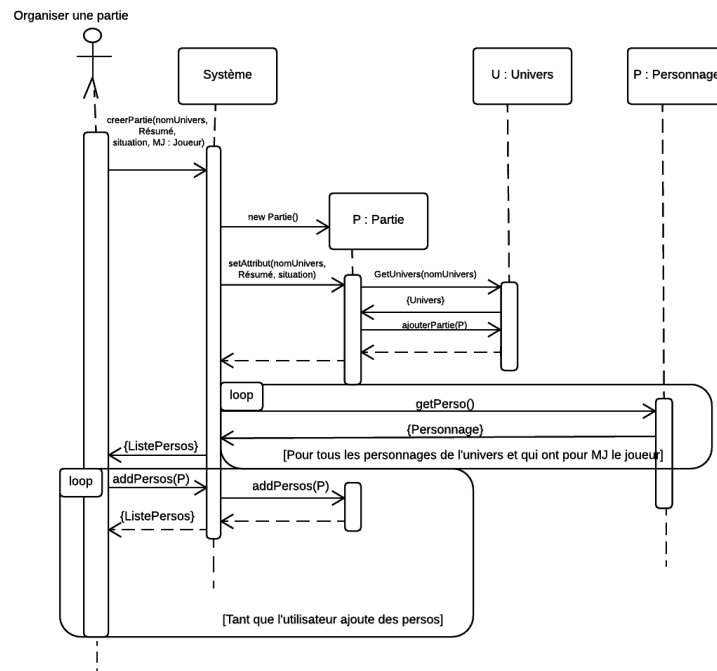 Organiser une partie
Système
U : Univers
P : Personnage
creerPartie(nomUnivers,
Résumé,
situation, MJ : Joueur)
new Partie()
P : Partie
setAttribut(nomUnivers,
Résumé, situation)
GetUnivers(nomUnivers)
{Univers}
ajouterPartie(P)
loop
getPerso()
{Personnage}
{ListePersos}
[Pour tous les personnages de l'univers et qui ont pour MJ le joueur]
loop
addPersos(P)
addPersos(P)
{ListePersos}
[Tant que l'utilisateur ajoute des persos]